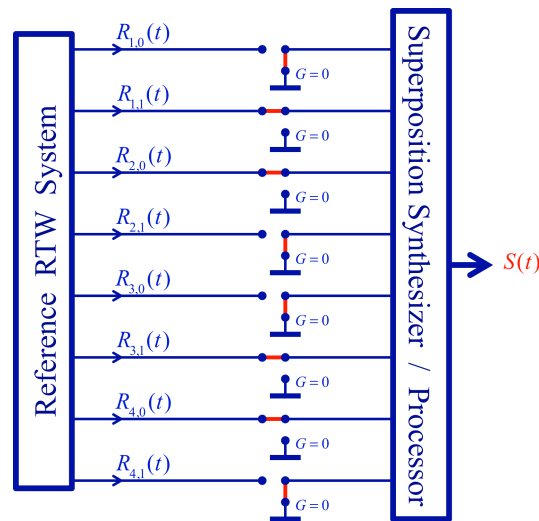 Reference RTW System
R1,0(t)
G = 0
R1,1(t)
G = 0
R2,0(t)
G = 0
R2,1(t)
G = 0
R3,0(t)
G = 0
R3,1(t)
G = 0
R4,0(t)
G = 0
R4,1(t)
G = 0
Superposition Synthesizer / Processor
S(t)